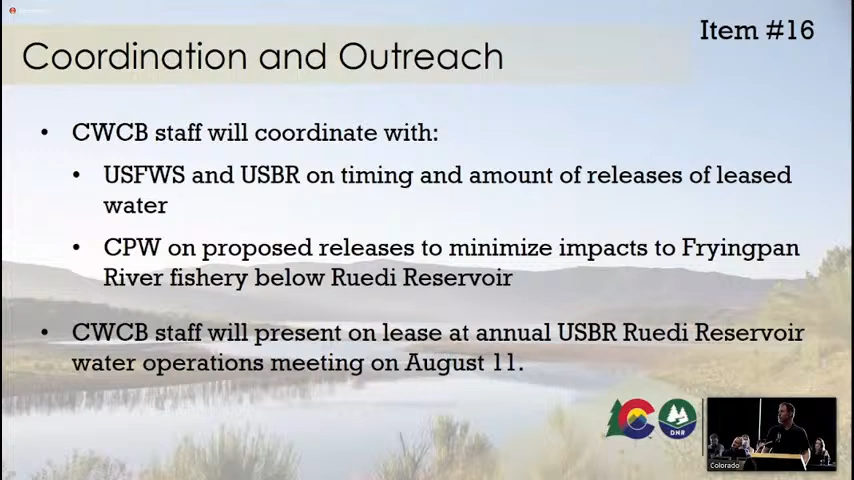 Item #16
Coordination and Outreach
• CWCB staff will coordinate with:
• USFWS and USBR on timing and amount of releases of leased
water
• CPW on proposed releases to minimize impacts to Fryingpan
River fishery below Ruedi Reservoir
• CWCB staff will present on lease at annual USBR Ruedi Reservoir
water operations meeting on August 11.
DNR
Colorado